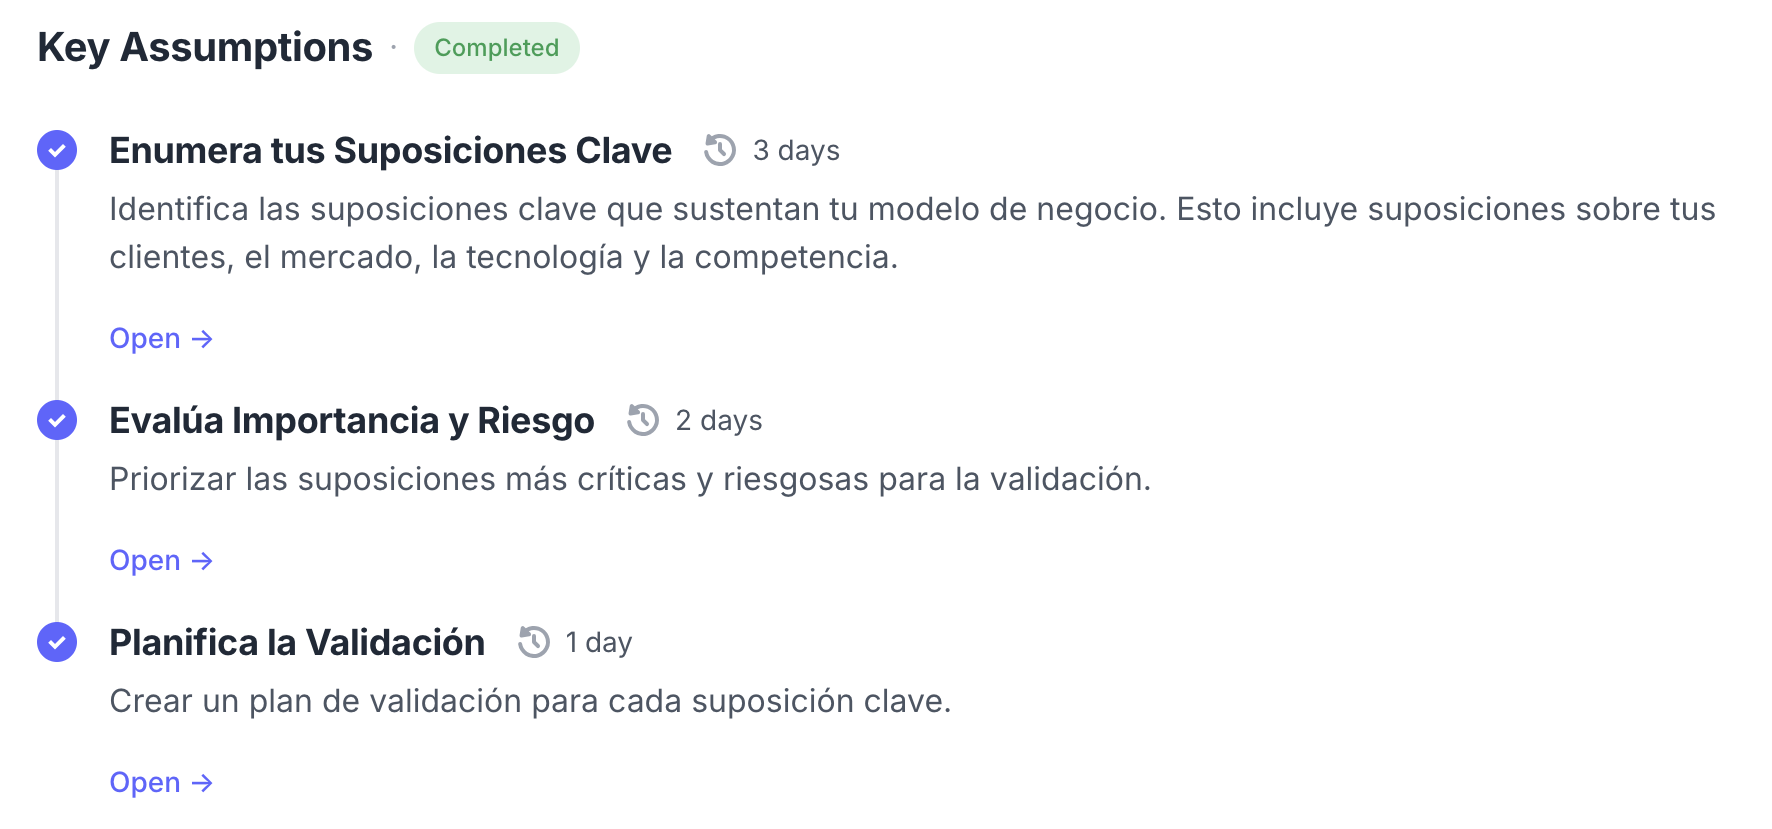 Key Assumptions · Completed
Enumera tus Suposiciones Clave 3 days
Identifica las suposiciones clave que sustentan tu modelo de negocio. Esto incluye suposiciones sobre tus
clientes, el mercado, la tecnología y la competencia.
Open →
Evalúa Importancia y Riesgo 2 days
Priorizar las suposiciones más críticas y riesgosas para la validación.
Open →
Planifica la Validación 1 day
Crear un plan de validación para cada suposición clave.
Open →